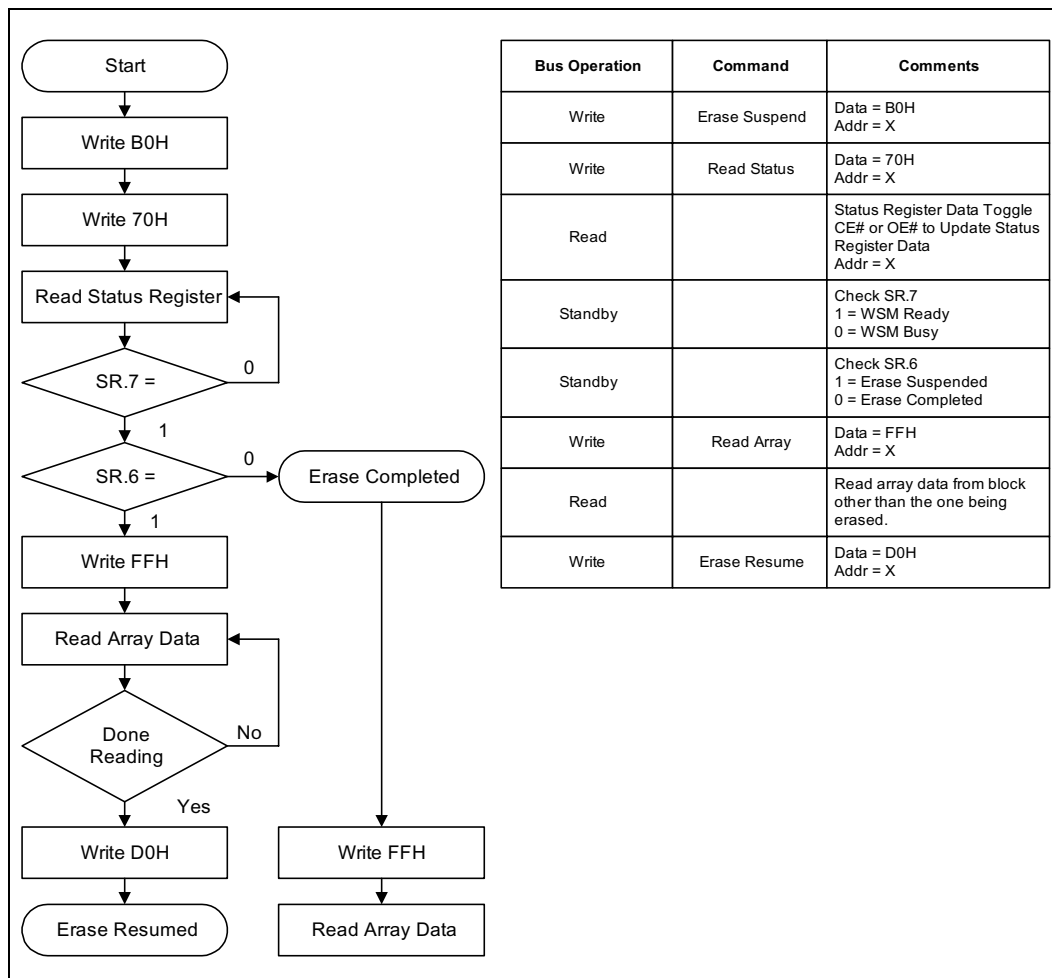 Start
Write B0H
Write 70H
Read Status Register
SR.7 =
0
1
SR.6 =
0
Erase Completed
1
Write FFH
Read Array Data
Done
Reading
No
Yes
Write D0H
Write FFH
Erase Resumed
Read Array Data
Bus Operation Command Comments
Write Erase Suspend Data = B0H
Addr = X
Write Read Status Data = 70H
Addr = X
Read Status Register Data Toggle
CE# or OE# to Update Status
Register Data
Addr = X
Standby Check SR.7
1 = WSM Ready
0 = WSM Busy
Standby Check SR.6
1 = Erase Suspended
0 = Erase Completed
Write Read Array Data = FFH
Addr = X
Read Read array data from block
other than the one being
erased.
Write Erase Resume Data = D0H
Addr = X